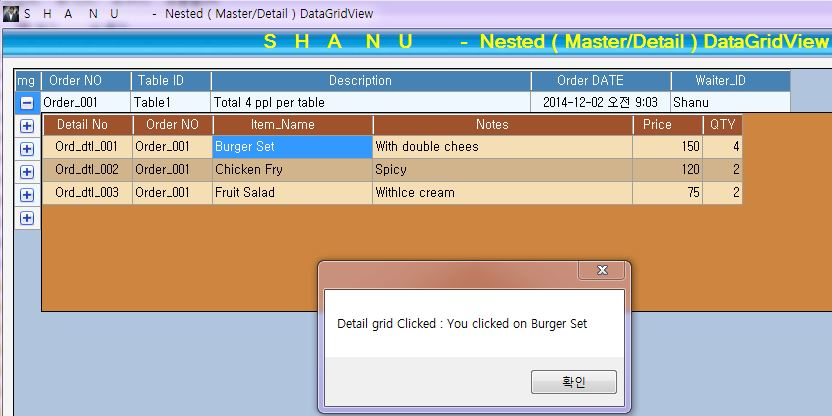 S H A N U - Nested ( Master/Detail ) DataGridView
S H A N U - Nested ( Master/Detail ) DataGridView
mg Order NO Table ID Description Order DATE Waiter_ID
Order_001 Table1 Total 4 ppl per table 2014-12-02 오전 9:03 Shanu
Detail No Order NO Item_Name Notes Price QTY
Ord_dtl_001 Order_001 Burger Set With double chees 150 4
Ord_dtl_002 Order_001 Chicken Fry Spicy 120 2
Ord_dtl_003 Order_001 Fruit Salad WithIce cream 75 2
Detail grid Clicked : You clicked on Burger Set
확인